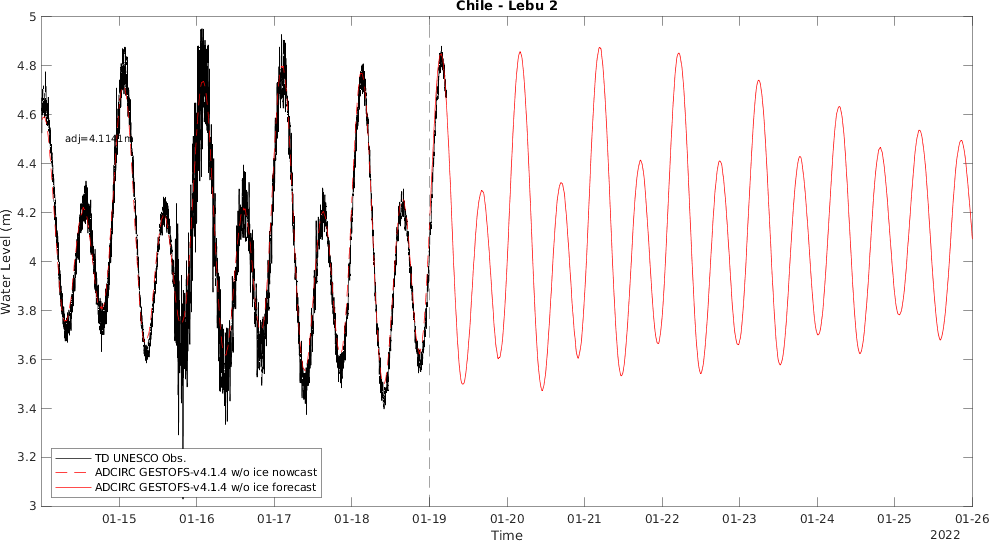 Chile - Lebu 2
5
4.8
4.6
4.4
4.2
4
3.8
3.6
3.4
3.2
3
Water Level (m)
adj=4.1141m
TD UNESCO Obs.
ADCIRC GESTOFS-v4.1.4 w/o ice nowcast
ADCIRC GESTOFS-v4.1.4 w/o ice forecast
01-15 01-16 01-17 01-18 01-19 01-20 01-21 01-22 01-23 01-24 01-25 01-26
Time
2022